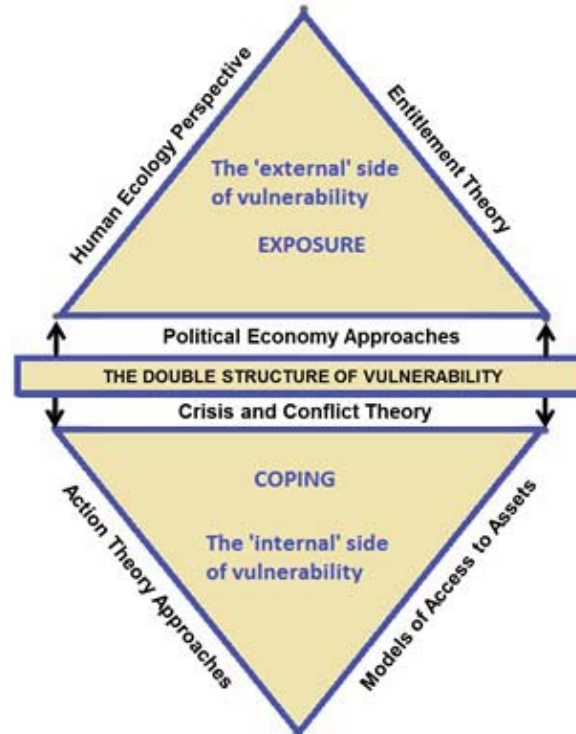 Human Ecology Perspective
Entitlement Theory
The 'external' side
of vulnerability
EXPOSURE
Political Economy Approaches
THE DOUBLE STRUCTURE OF VULNERABILITY
Crisis and Conflict Theory
COPING
The 'internal' side
of vulnerability
Action Theory Approaches
Models of Access to Assets